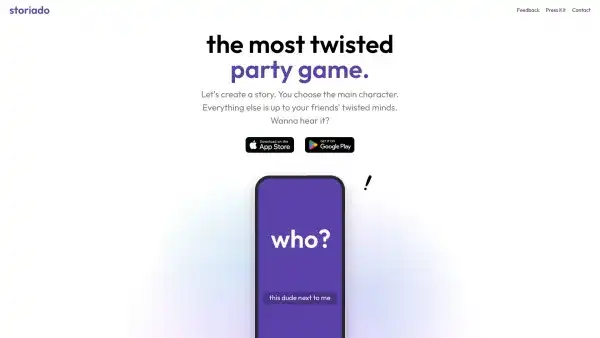 storiado
Feedback Press Kit Contact
the most twisted
party game.
Let's create a story. You choose the main character.
Everything else is up to your friends' twisted minds.
Wanna hear it?
Download on the
App Store
GET IT ON
Google Play
who?
this dude next to me